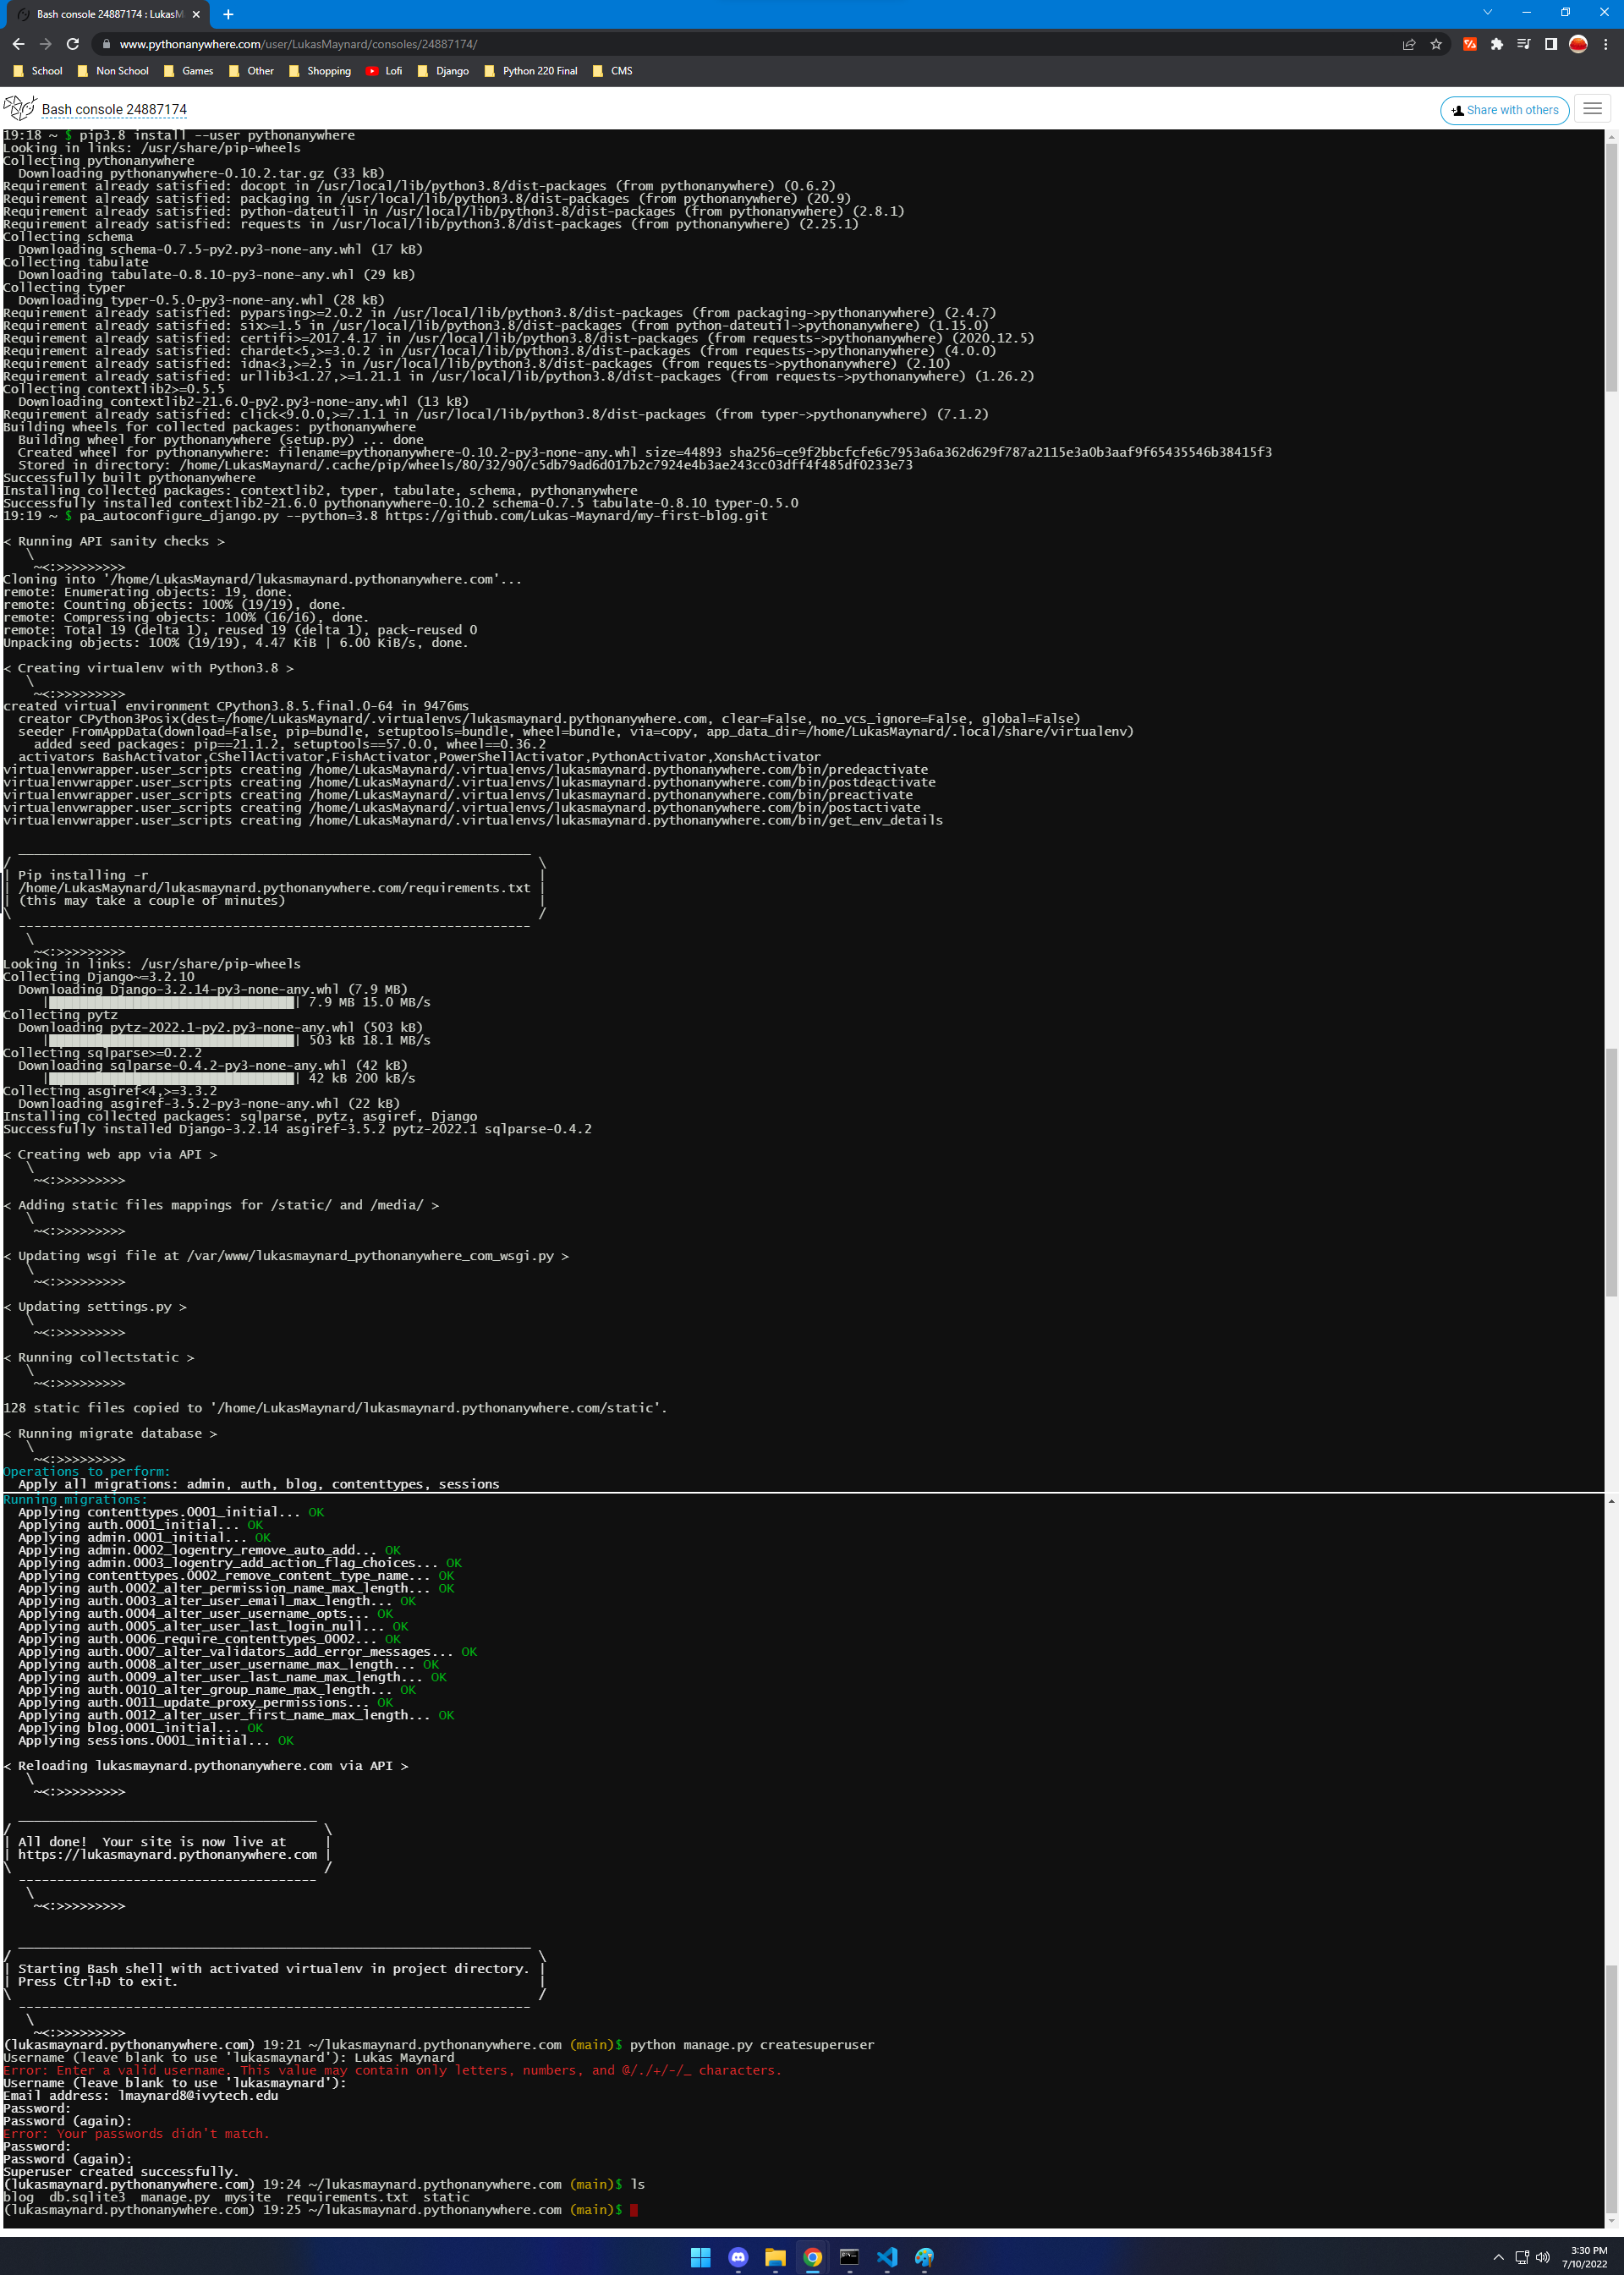 Bash console 24887174 : LukasM
www.pythonanywhere.com/user/LukasMaynard/consoles/24887174/
School Non School Games Other Shopping Lofi Django Python 220 Final CMS
Bash console 24887174
Share with others
19:18 ~ $ pip3.8 install --user pythonanywhere
Looking in links: /usr/share/pip-wheels
Collecting pythonanywhere
  Downloading pythonanywhere-0.10.2.tar.gz (33 kB)
Requirement already satisfied: docopt in /usr/local/lib/python3.8/dist-packages (from pythonanywhere) (0.6.2)
Requirement already satisfied: packaging in /usr/local/lib/python3.8/dist-packages (from pythonanywhere) (20.9)
Requirement already satisfied: python-dateutil in /usr/local/lib/python3.8/dist-packages (from pythonanywhere) (2.8.1)
Requirement already satisfied: requests in /usr/local/lib/python3.8/dist-packages (from pythonanywhere) (2.25.1)
Collecting schema
  Downloading schema-0.7.5-py2.py3-none-any.whl (17 kB)
Collecting tabulate
  Downloading tabulate-0.8.10-py3-none-any.whl (29 kB)
Collecting typer
  Downloading typer-0.5.0-py3-none-any.whl (28 kB)
Requirement already satisfied: pyparsing>=2.0.2 in /usr/local/lib/python3.8/dist-packages (from packaging->pythonanywhere) (2.4.7)
Requirement already satisfied: six>=1.5 in /usr/local/lib/python3.8/dist-packages (from python-dateutil->pythonanywhere) (1.15.0)
Requirement already satisfied: certifi>=2017.4.17 in /usr/local/lib/python3.8/dist-packages (from requests->pythonanywhere) (2020.12.5)
Requirement already satisfied: chardet<5,>=3.0.2 in /usr/local/lib/python3.8/dist-packages (from requests->pythonanywhere) (4.0.0)
Requirement already satisfied: idna<3,>=2.5 in /usr/local/lib/python3.8/dist-packages (from requests->pythonanywhere) (2.10)
Requirement already satisfied: urllib3<1.27,>=1.21.1 in /usr/local/lib/python3.8/dist-packages (from requests->pythonanywhere) (1.26.2)
Collecting contextlib2>=0.5.5
  Downloading contextlib2-21.6.0-py2.py3-none-any.whl (13 kB)
Requirement already satisfied: click<9.0.0,>=7.1.1 in /usr/local/lib/python3.8/dist-packages (from typer->pythonanywhere) (7.1.2)
Building wheels for collected packages: pythonanywhere
  Building wheel for pythonanywhere (setup.py) ... done
  Created wheel for pythonanywhere: filename=pythonanywhere-0.10.2-py3-none-any.whl size=44893 sha256=ce9f2bbcfcfe6c7953a6a362d629f787a2115e3a0b3aaf9f65435546b38415f3
  Stored in directory: /home/LukasMaynard/.cache/pip/wheels/80/32/90/c5db79ad6d017b2c7924e4b3ae243cc03dff4f485df0233e73
Successfully built pythonanywhere
Installing collected packages: contextlib2, typer, tabulate, schema, pythonanywhere
Successfully installed contextlib2-21.6.0 pythonanywhere-0.10.2 schema-0.7.5 tabulate-0.8.10 typer-0.5.0
19:19 ~ $ pa_autoconfigure_django.py --python=3.8 https://github.com/Lukas-Maynard/my-first-blog.git
< Running API sanity checks >
   \
    ~<:>>>>>>>>>
Cloning into '/home/LukasMaynard/lukasmaynard.pythonanywhere.com'...
remote: Enumerating objects: 19, done.
remote: Counting objects: 100% (19/19), done.
remote: Compressing objects: 100% (16/16), done.
remote: Total 19 (delta 1), reused 19 (delta 1), pack-reused 0
Unpacking objects: 100% (19/19), 4.47 KiB | 6.00 KiB/s, done.
< Creating virtualenv with Python3.8 >
   \
    ~<:>>>>>>>>>
created virtual environment CPython3.8.5.final.0-64 in 9476ms
  creator CPython3Posix(dest=/home/LukasMaynard/.virtualenvs/lukasmaynard.pythonanywhere.com, clear=False, no_vcs_ignore=False, global=False)
  seeder FromAppData(download=False, pip=bundle, setuptools=bundle, wheel=bundle, via=copy, app_data_dir=/home/LukasMaynard/.local/share/virtualenv)
    added seed packages: pip==21.1.2, setuptools==57.0.0, wheel==0.36.2
  activators BashActivator,CShellActivator,FishActivator,PowerShellActivator,PythonActivator,XonshActivator
virtualenvwrapper.user_scripts creating /home/LukasMaynard/.virtualenvs/lukasmaynard.pythonanywhere.com/bin/predeactivate
virtualenvwrapper.user_scripts creating /home/LukasMaynard/.virtualenvs/lukasmaynard.pythonanywhere.com/bin/postdeactivate
virtualenvwrapper.user_scripts creating /home/LukasMaynard/.virtualenvs/lukasmaynard.pythonanywhere.com/bin/preactivate
virtualenvwrapper.user_scripts creating /home/LukasMaynard/.virtualenvs/lukasmaynard.pythonanywhere.com/bin/postactivate
virtualenvwrapper.user_scripts creating /home/LukasMaynard/.virtualenvs/lukasmaynard.pythonanywhere.com/bin/get_env_details
| Pip installing -r |
| /home/LukasMaynard/lukasmaynard.pythonanywhere.com/requirements.txt |
| (this may take a couple of minutes) |
   \
    ~<:>>>>>>>>>
Looking in links: /usr/share/pip-wheels
Collecting Django~=3.2.10
  Downloading Django-3.2.14-py3-none-any.whl (7.9 MB)
     |████████████████████████████████| 7.9 MB 15.0 MB/s
Collecting pytz
  Downloading pytz-2022.1-py2.py3-none-any.whl (503 kB)
     |████████████████████████████████| 503 kB 18.1 MB/s
Collecting sqlparse>=0.2.2
  Downloading sqlparse-0.4.2-py3-none-any.whl (42 kB)
     |████████████████████████████████| 42 kB 200 kB/s
Collecting asgiref<4,>=3.3.2
  Downloading asgiref-3.5.2-py3-none-any.whl (22 kB)
Installing collected packages: sqlparse, pytz, asgiref, Django
Successfully installed Django-3.2.14 asgiref-3.5.2 pytz-2022.1 sqlparse-0.4.2
< Creating web app via API >
   \
    ~<:>>>>>>>>>
< Adding static files mappings for /static/ and /media/ >
   \
    ~<:>>>>>>>>>
< Updating wsgi file at /var/www/lukasmaynard_pythonanywhere_com_wsgi.py >
   \
    ~<:>>>>>>>>>
< Updating settings.py >
   \
    ~<:>>>>>>>>>
< Running collectstatic >
   \
    ~<:>>>>>>>>>
128 static files copied to '/home/LukasMaynard/lukasmaynard.pythonanywhere.com/static'.
< Running migrate database >
   \
    ~<:>>>>>>>>>
Operations to perform:
  Apply all migrations: admin, auth, blog, contenttypes, sessions
Running migrations:
  Applying contenttypes.0001_initial... OK
  Applying auth.0001_initial... OK
  Applying admin.0001_initial... OK
  Applying admin.0002_logentry_remove_auto_add... OK
  Applying admin.0003_logentry_add_action_flag_choices... OK
  Applying contenttypes.0002_remove_content_type_name... OK
  Applying auth.0002_alter_permission_name_max_length... OK
  Applying auth.0003_alter_user_email_max_length... OK
  Applying auth.0004_alter_user_username_opts... OK
  Applying auth.0005_alter_user_last_login_null... OK
  Applying auth.0006_require_contenttypes_0002... OK
  Applying auth.0007_alter_validators_add_error_messages... OK
  Applying auth.0008_alter_user_username_max_length... OK
  Applying auth.0009_alter_user_last_name_max_length... OK
  Applying auth.0010_alter_group_name_max_length... OK
  Applying auth.0011_update_proxy_permissions... OK
  Applying auth.0012_alter_user_first_name_max_length... OK
  Applying blog.0001_initial... OK
  Applying sessions.0001_initial... OK
< Reloading lukasmaynard.pythonanywhere.com via API >
   \
    ~<:>>>>>>>>>
| All done!  Your site is now live at |
| https://lukasmaynard.pythonanywhere.com |
   \
    ~<:>>>>>>>>>
| Starting Bash shell with activated virtualenv in project directory. |
| Press Ctrl+D to exit. |
   \
    ~<:>>>>>>>>>
(lukasmaynard.pythonanywhere.com) 19:21 ~/lukasmaynard.pythonanywhere.com (main)$ python manage.py createsuperuser
Username (leave blank to use 'lukasmaynard'): Lukas Maynard
Error: Enter a valid username. This value may contain only letters, numbers, and @/./+/-/_ characters.
Username (leave blank to use 'lukasmaynard'):
Email address: lmaynard8@ivytech.edu
Password:
Password (again):
Error: Your passwords didn't match.
Password:
Password (again):
Superuser created successfully.
(lukasmaynard.pythonanywhere.com) 19:24 ~/lukasmaynard.pythonanywhere.com (main)$ ls
blog  db.sqlite3  manage.py  mysite  requirements.txt  static
(lukasmaynard.pythonanywhere.com) 19:25 ~/lukasmaynard.pythonanywhere.com (main)$
3:30 PM
7/10/2022